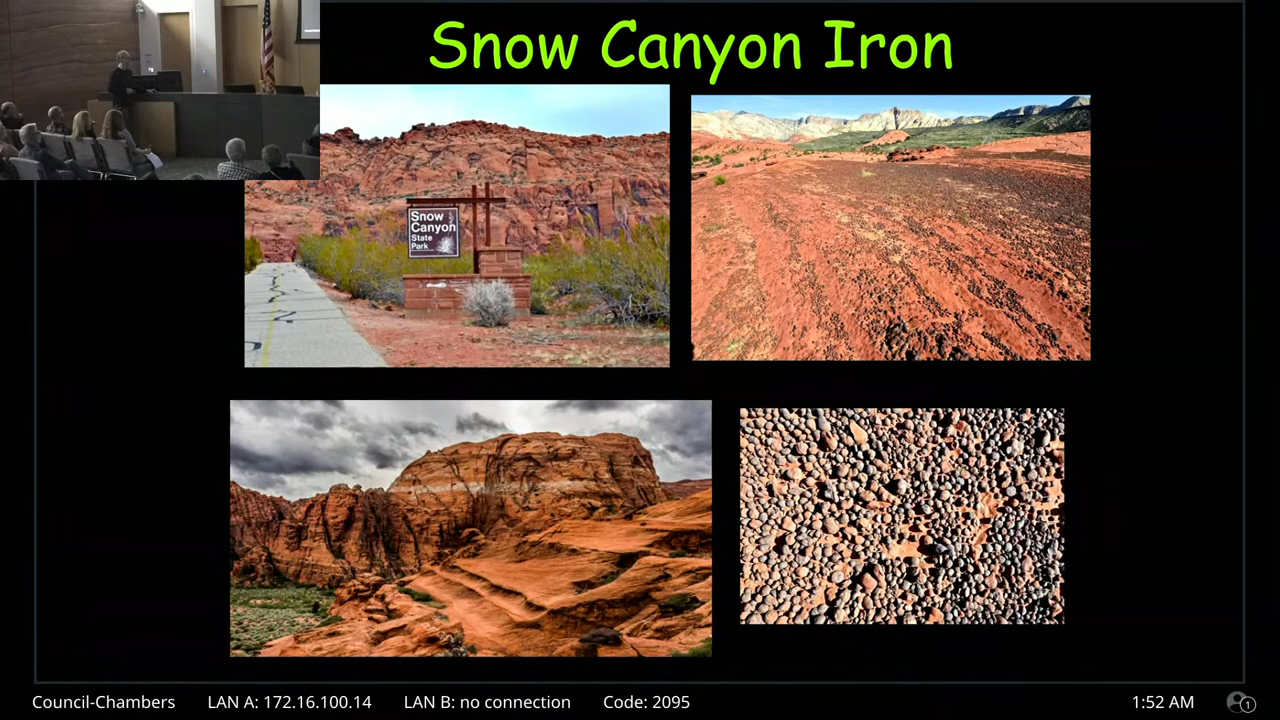 Snow Canyon Iron
Snow
Canyon
State
Park
Council-Chambers LAN A: 172.16.100.14 LAN B: no connection Code: 2095 1:52 AM 1